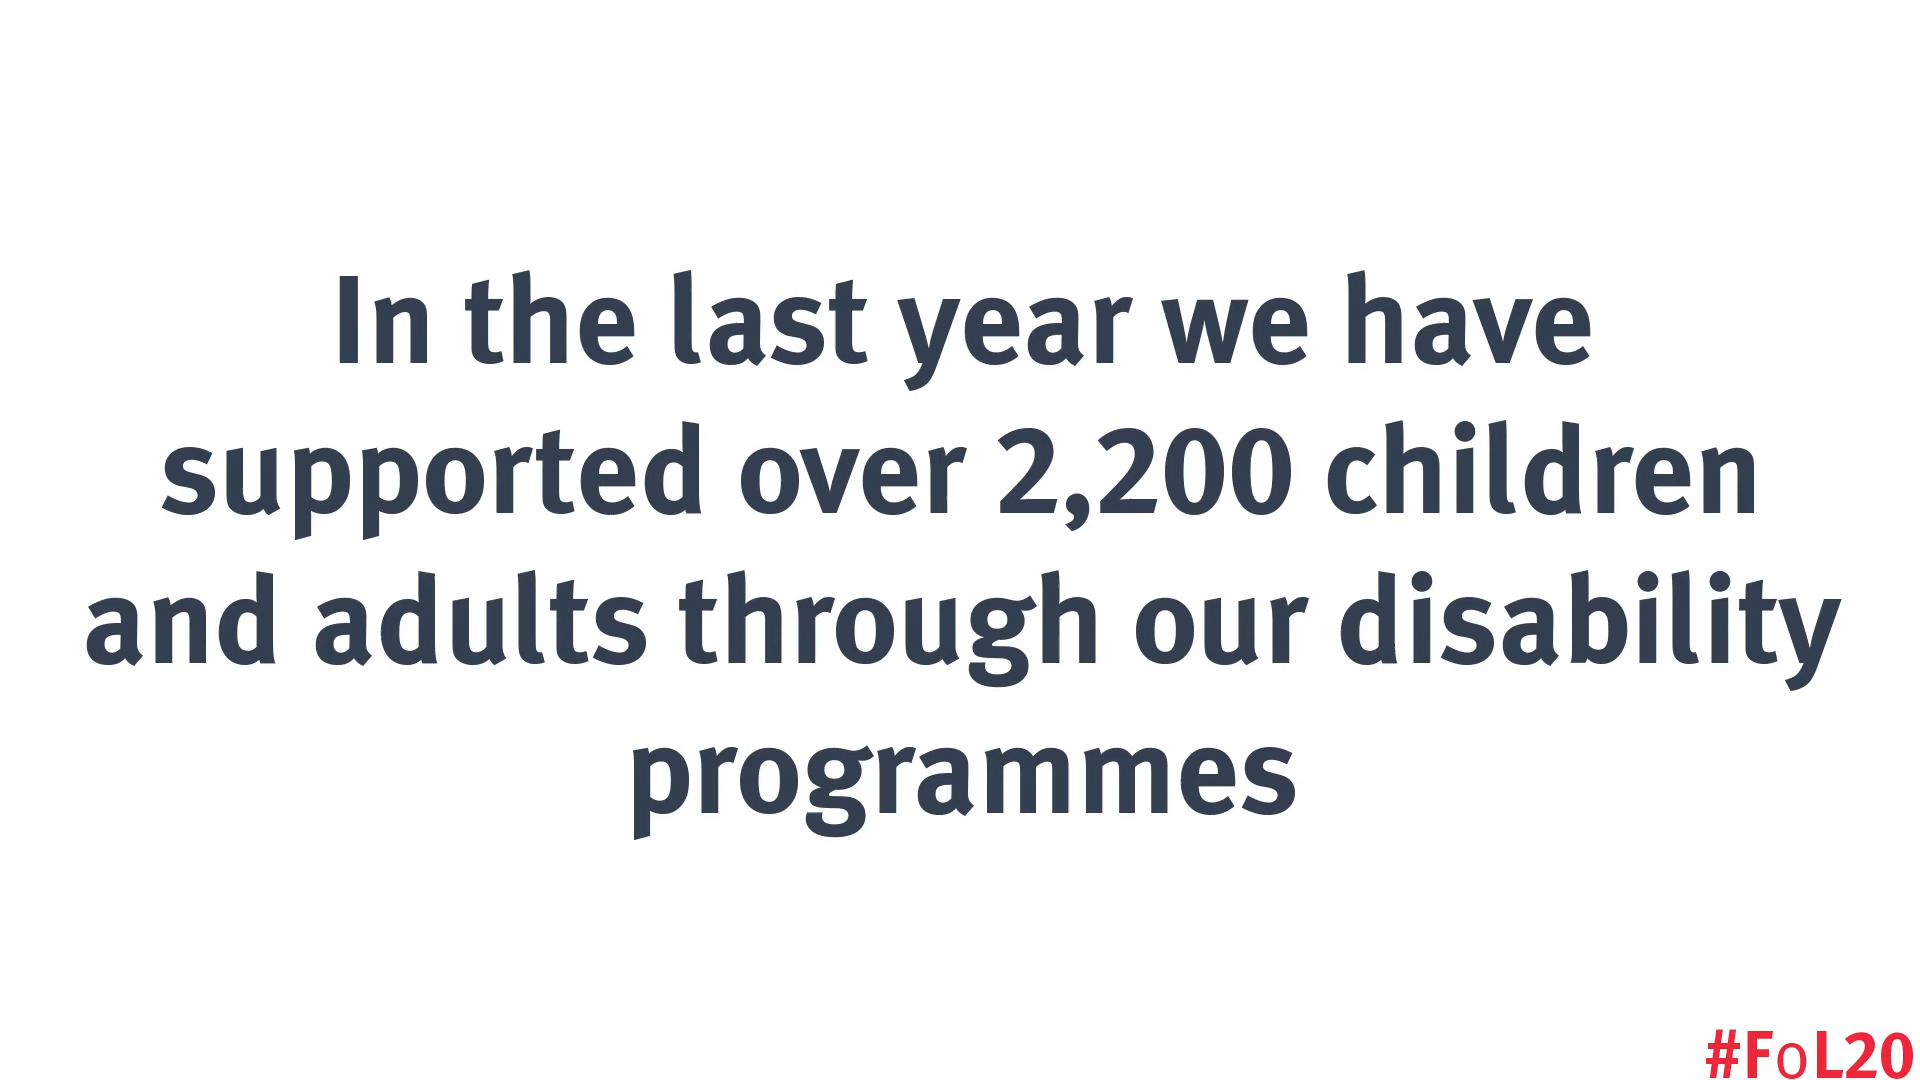 In the last year we have
supported over 2,200 children
and adults through our disability
programmes
#FoL20